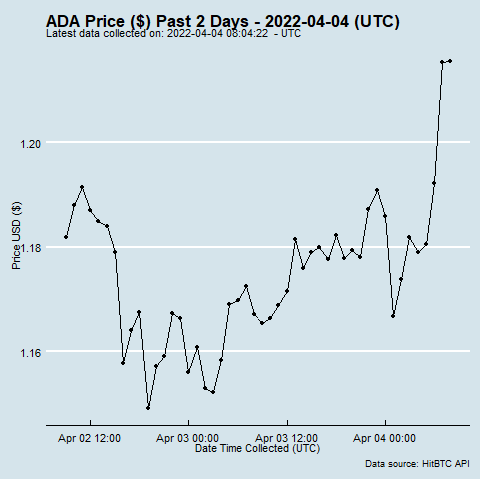 ADA Price ($) Past 2 Days - 2022-04-04 (UTC)
Latest data collected on: 2022-04-04 08:04:22 - UTC
1.20
1.18
1.16
Price USD ($)
Apr 02 12:00
Apr 03 00:00
Apr 03 12:00
Apr 04 00:00
Date Time Collected (UTC)
Data source: HitBTC API